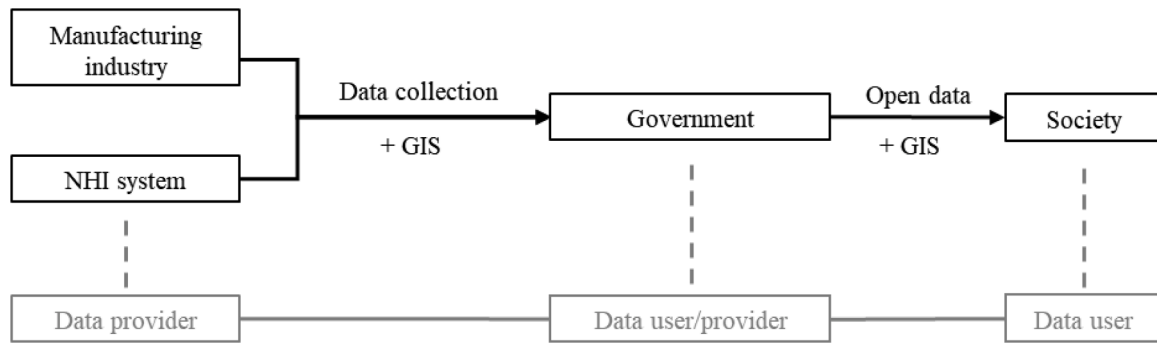 Manufacturing
industry
Data collection
+ GIS
Government
Open data
+ GIS
Society
NHI system
Data provider
Data user/provider
Data user